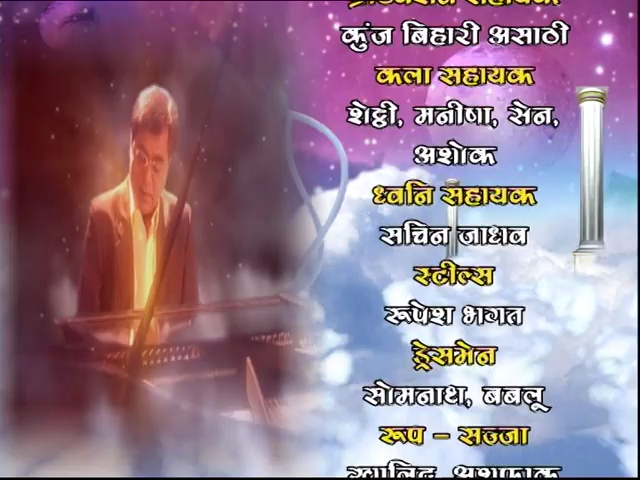 कुंज बिहारी असाठी
कला सहायक
शेट्टी, मनीषा, सेन,
अशोक
ध्वनि सहायक
सचिन जाधव
स्टील्स
रूपेश भगत
ड्रेसमेन
सोमनाथ, बबलू
रूप - सज्जा